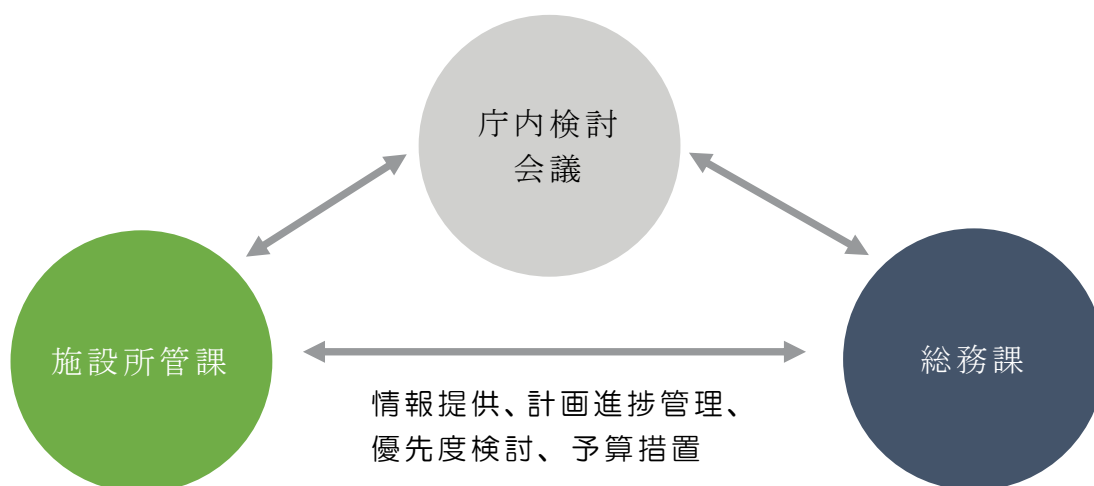 庁内検討
会議
施設所管課
総務課
情報提供、計画進捗管理、
優先度検討、予算措置